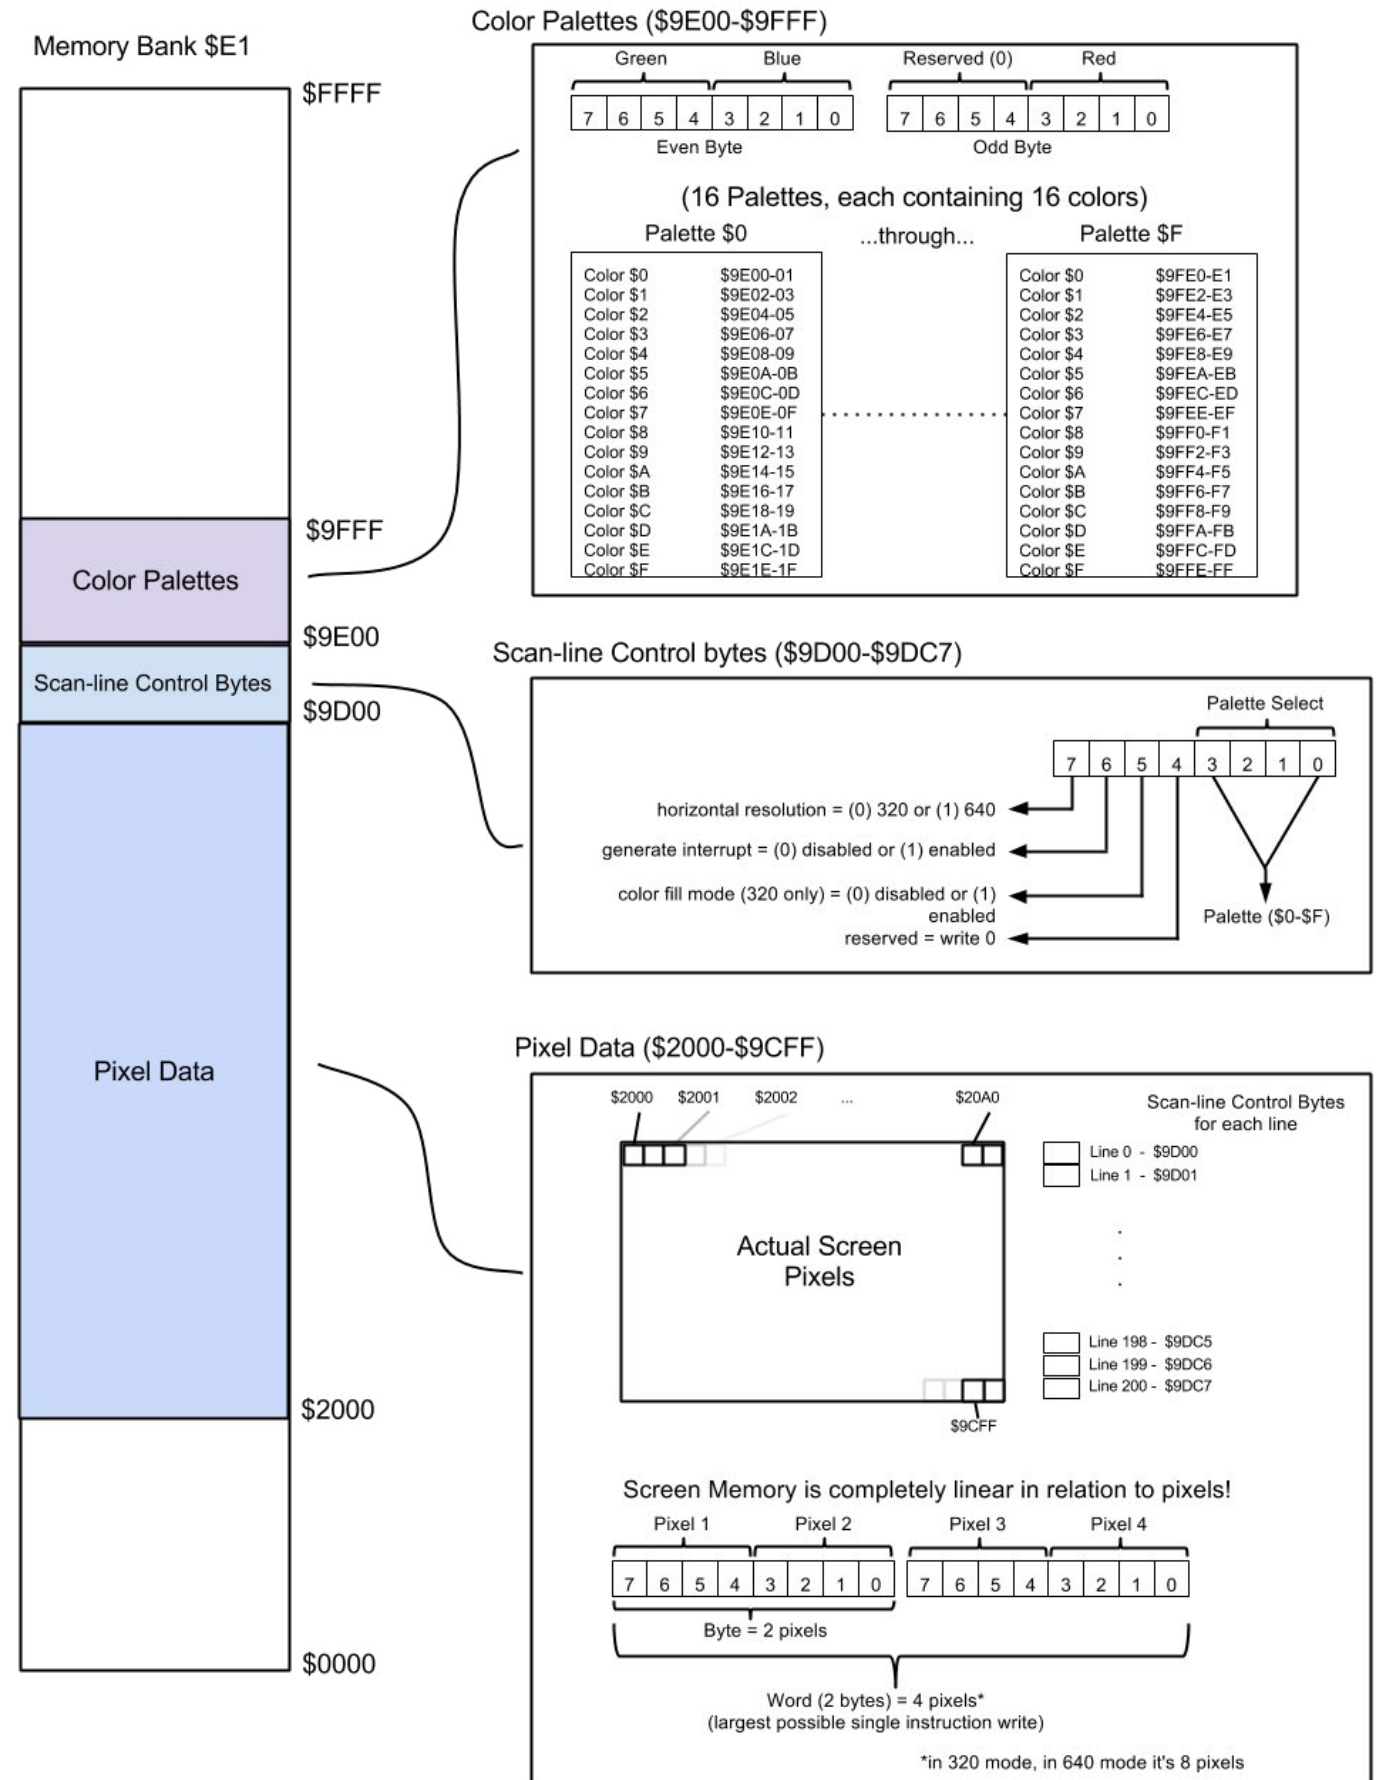 Memory Bank $E1
$FFFF
$9FFF
Color Palettes
$9E00
Scan-line Control Bytes
$9D00
Pixel Data
$2000
$0000
Color Palettes ($9E00-$9FFF)
Green Blue Reserved (0) Red
7 6 5 4 3 2 1 0 7 6 5 4 3 2 1 0
Even Byte Odd Byte
(16 Palettes, each containing 16 colors)
Palette $0 ...through... Palette $F
Color $0 $9E00-01 Color $0 $9FE0-E1
Color $1 $9E02-03 Color $1 $9FE2-E3
Color $2 $9E04-05 Color $2 $9FE4-E5
Color $3 $9E06-07 Color $3 $9FE6-E7
Color $4 $9E08-09 Color $4 $9FE8-E9
Color $5 $9E0A-0B Color $5 $9FEA-EB
Color $6 $9E0C-0D Color $6 $9FEC-ED
Color $7 $9E0E-0F Color $7 $9FEE-EF
Color $8 $9E10-11 Color $8 $9FF0-F1
Color $9 $9E12-13 Color $9 $9FF2-F3
Color $A $9E14-15 Color $A $9FF4-F5
Color $B $9E16-17 Color $B $9FF6-F7
Color $C $9E18-19 Color $C $9FF8-F9
Color $D $9E1A-1B Color $D $9FFA-FB
Color $E $9E1C-1D Color $E $9FFC-FD
Color $F $9E1E-1F Color $F $9FFE-FF
Scan-line Control bytes ($9D00-$9DC7)
Palette Select
7 6 5 4 3 2 1 0
horizontal resolution = (0) 320 or (1) 640
generate interrupt = (0) disabled or (1) enabled
color fill mode (320 only) = (0) disabled or (1)
enabled
reserved = write 0
Palette ($0-$F)
Pixel Data ($2000-$9CFF)
$2000 $2001 $2002 ... $20A0
Actual Screen
Pixels
$9CFF
Scan-line Control Bytes
for each line
Line 0 - $9D00
Line 1 - $9D01
.
.
.
Line 198 - $9DC5
Line 199 - $9DC6
Line 200 - $9DC7
Screen Memory is completely linear in relation to pixels!
Pixel 1 Pixel 2 Pixel 3 Pixel 4
7 6 5 4 3 2 1 0 7 6 5 4 3 2 1 0
Byte = 2 pixels
Word (2 bytes) = 4 pixels*
(largest possible single instruction write)
*in 320 mode, in 640 mode it's 8 pixels